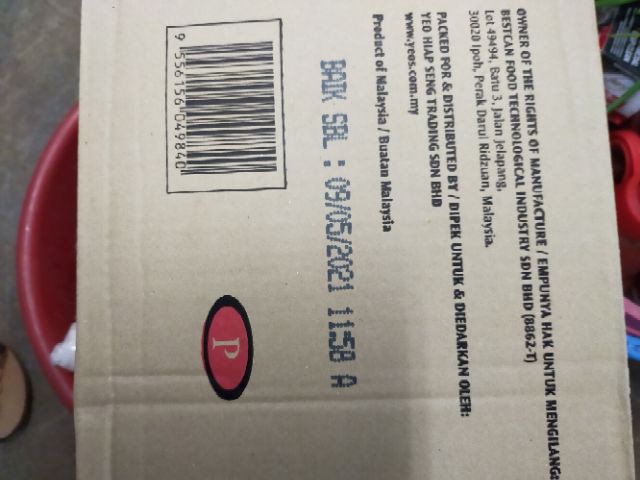 OWNER OF THE RIGHTS OF MANUFACTURE / EMPUNYA HAK UNTUK MENGILANG:
BESTCAN FOOD TECHNOLOGICAL INDUSTRY SDN BHD (8862-T)
Lot 49494, Batu 3, Jalan Jelapang,
30020 Ipoh, Perak Darul Ridzuan, Malaysia.
PACKED FOR & DISTRIBUTED BY / DIPEK UNTUK & DIEDARKAN OLEH:
YEO HIAP SENG TRADING SDN BHD
www.yeos.com.my
Product of Malaysia / Buatan Malaysia
BAIK SBL : 09/05/2021 11:58 A
9 556156 049840
P